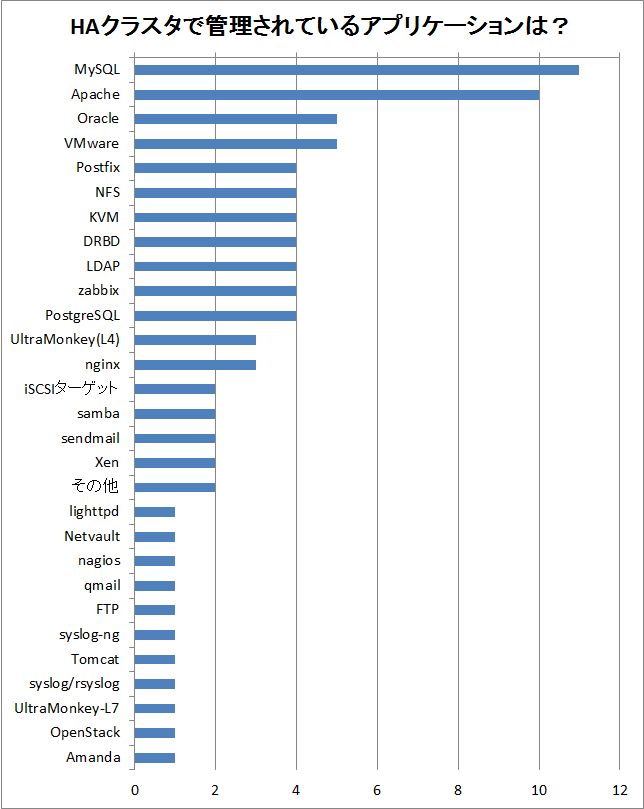 HAクラスタで管理されているアプリケーションは？
MySQL
Apache
Oracle
VMware
Postfix
NFS
KVM
DRBD
LDAP
zabbix
PostgreSQL
UltraMonkey(L4)
nginx
iSCSIターゲット
samba
sendmail
Xen
その他
lighttpd
Netvault
nagios
qmail
FTP
syslog-ng
Tomcat
syslog/rsyslog
UltraMonkey-L7
OpenStack
Amanda
0 2 4 6 8 10 12